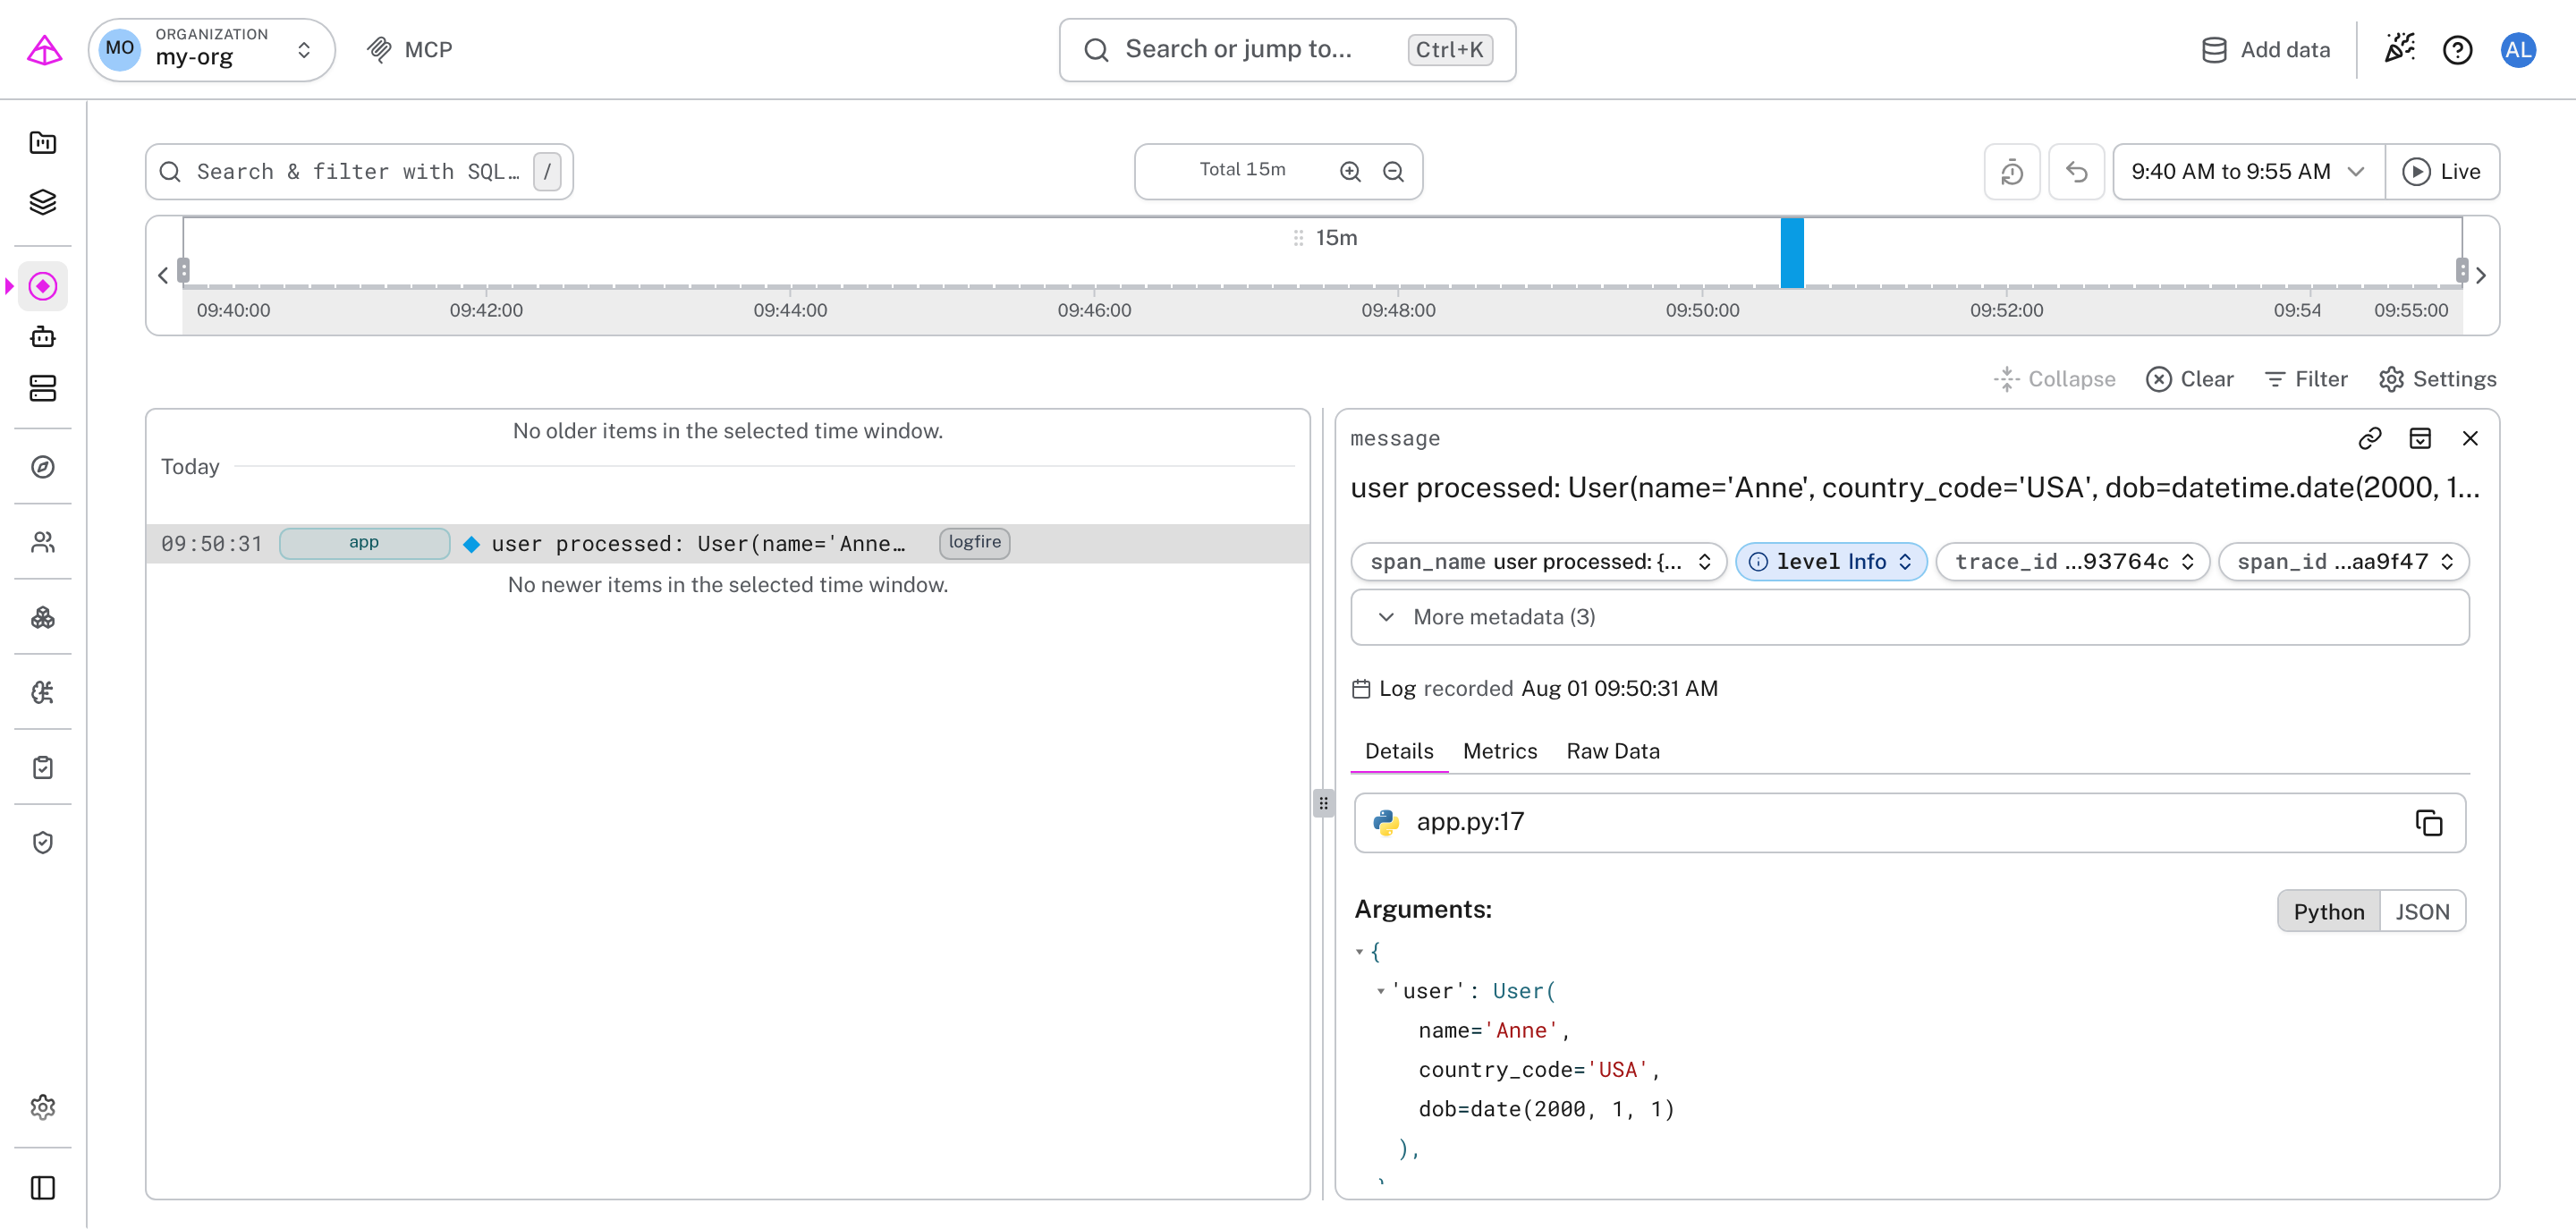 MO
ORGANIZATION
my-org
MCP
Search or jump to...
Ctrl+K
Add data
AL
Search & filter with SQL…
/
Total 15m
9:40 AM to 9:55 AM
Live
15m
09:40:00
09:42:00
09:44:00
09:46:00
09:48:00
09:50:00
09:52:00
09:54
09:55:00
Collapse
Clear
Filter
Settings
No older items in the selected time window.
Today
09:50:31
app
user processed: User(name='Anne…
logfire
No newer items in the selected time window.
message
user processed: User(name='Anne', country_code='USA', dob=datetime.date(2000, 1...
span_name user processed: {...
level Info
trace_id ...93764c
span_id ...aa9f47
More metadata (3)
Log recorded Aug 01 09:50:31 AM
Details
Metrics
Raw Data
app.py:17
Arguments:
Python
JSON
{
'user': User(
name='Anne',
country_code='USA',
dob=date(2000, 1, 1)
),